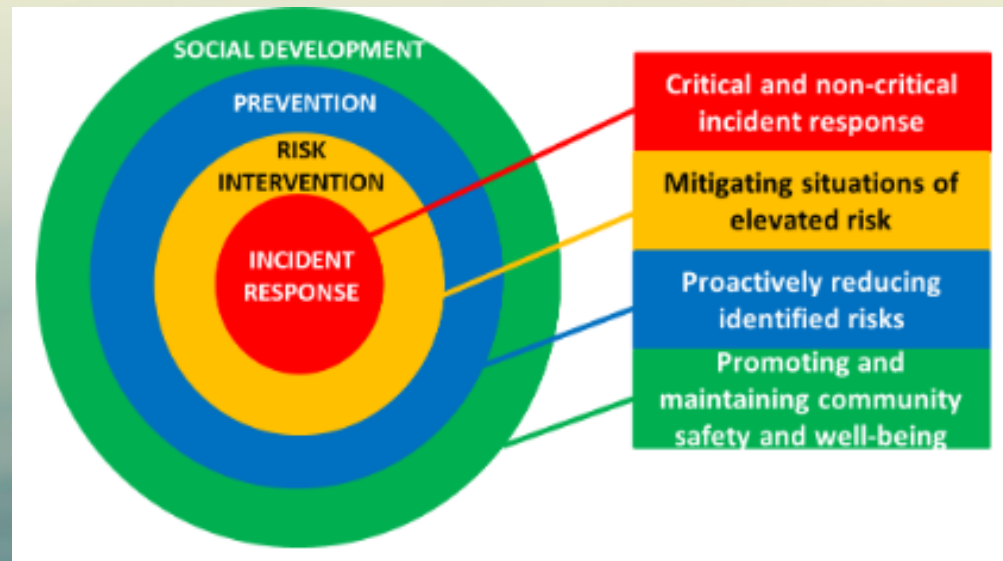 SOCIAL DEVELOPMENT
PREVENTION
RISK
INTERVENTION
INCIDENT
RESPONSE
Critical and non-critical
incident response
Mitigating situations of
elevated risk
Proactively reducing
identified risks
Promoting and
maintaining community
safety and well-being